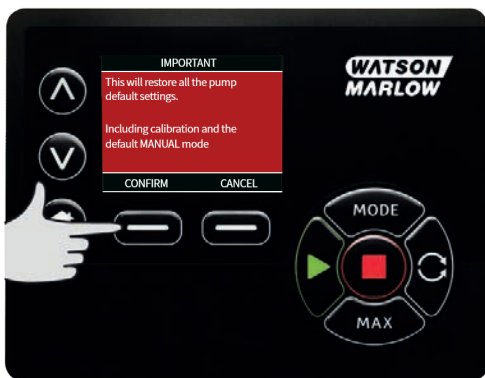 IMPORTANT
This will restore all the pump
default settings.
Including calibration and the
default MANUAL mode
CONFIRM CANCEL
WATSON
MARLOW
MODE
MAX